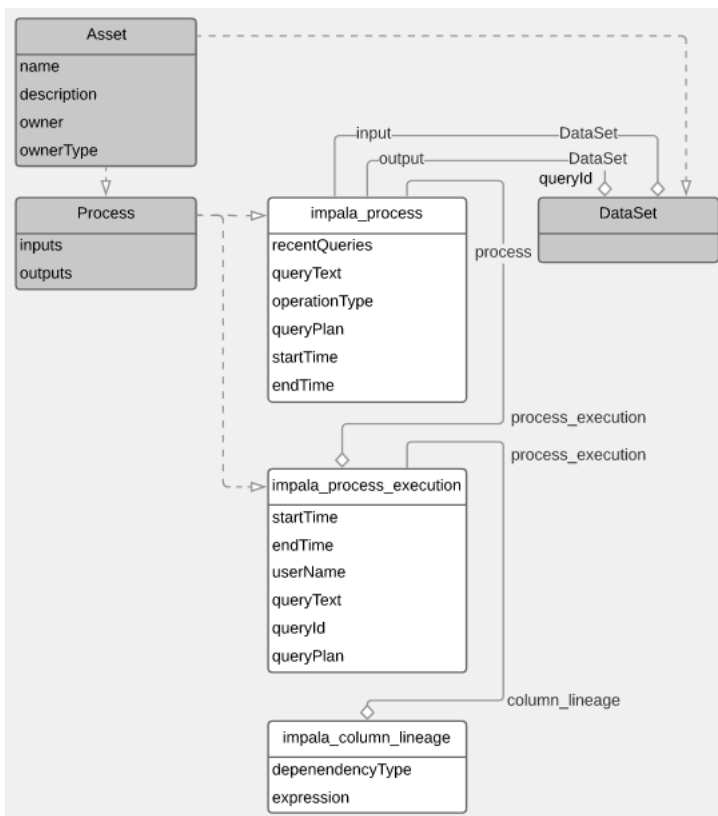 Asset
name
description
owner
ownerType
Process
inputs
outputs
input
DataSet
output
DataSet
queryId
DataSet
impala_process
recentQueries
queryText
operationType
queryPlan
startTime
endTime
process
process_execution
process_execution
impala_process_execution
startTime
endTime
userName
queryText
queryId
queryPlan
column_lineage
impala_column_lineage
depenendencyType
expression